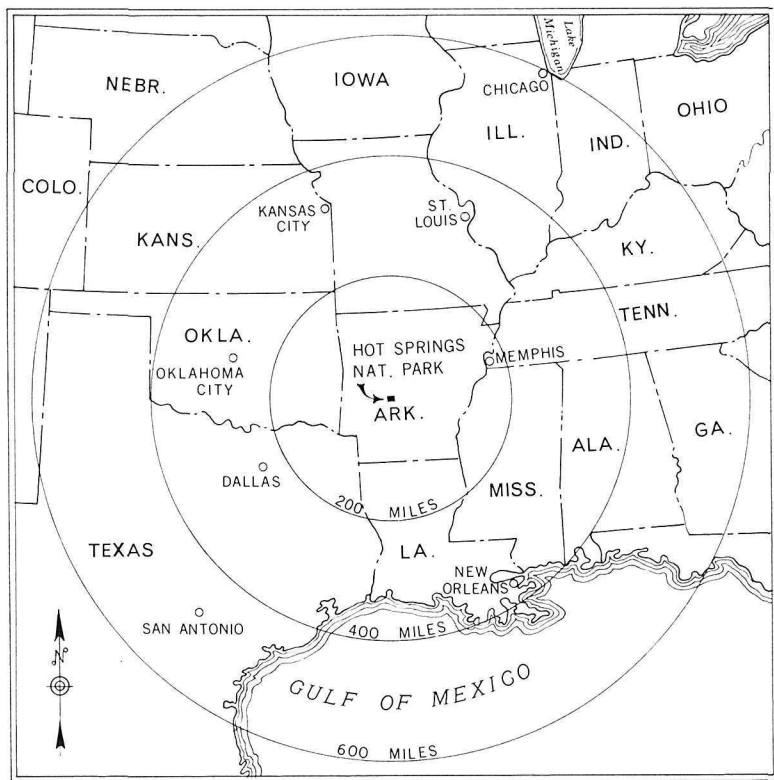 Lake
Michigan
NEBR.
IOWA
CHICAGO
OHIO
ILL.
IND.
COLO.
KANSAS
CITY
ST.
LOUIS
KANS.
KY.
OKLA.
TENN.
HOT SPRINGS
NAT. PARK
MEMPHIS
OKLAHOMA
CITY
ARK.
GA.
ALA.
DALLAS
MISS.
200 MILES
TEXAS
LA.
NEW
ORLEANS
SAN ANTONIO
400 MILES
N
GULF OF MEXICO
600 MILES